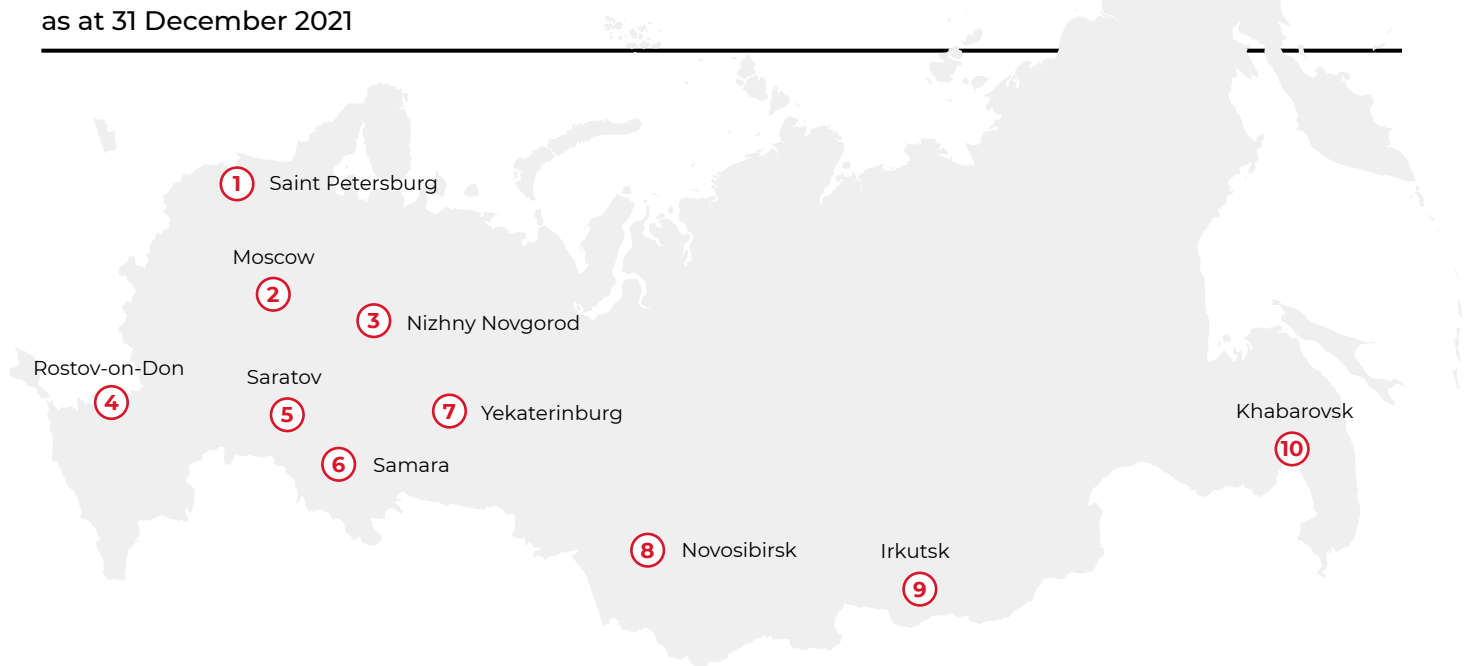 as at 31 December 2021
1 Saint Petersburg
Moscow
2
3 Nizhny Novgorod
Rostov-on-Don
4
Saratov
5
7 Yekaterinburg
Khabarovsk
10
6 Samara
8 Novosibirsk
Irkutsk
9